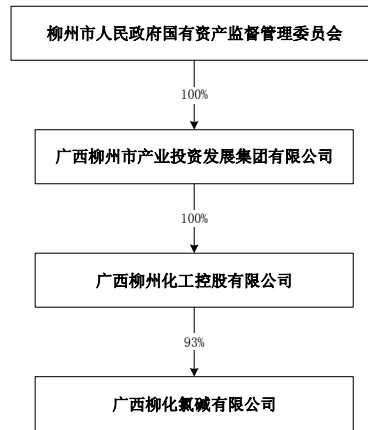 柳州市人民政府国有资产监督管理委员会
100%
广西柳州市产业投资发展集团有限公司
100%
广西柳州化工控股有限公司
93%
广西柳化氯碱有限公司